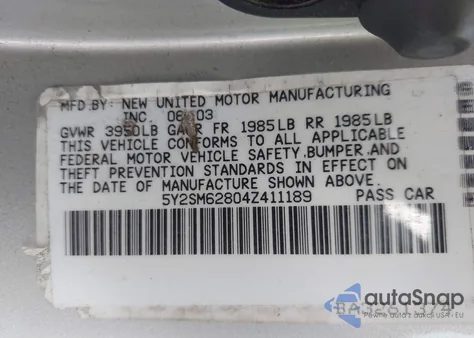 MFD.BY: NEW UNITED MOTOR MANUFACTURING
INC. 06/03
GVWR 3950LB GAWR FR 1985LB RR 1985LB
THIS VEHICLE CONFORMS TO ALL APPLICABLE
FEDERAL MOTOR VEHICLE SAFETY,BUMPER,AND
THEFT PREVENTION STANDARDS IN EFFECT ON
THE DATE OF MANUFACTURE SHOWN ABOVE.
5Y2SM62804Z411189 PASS CAR
autoSnap